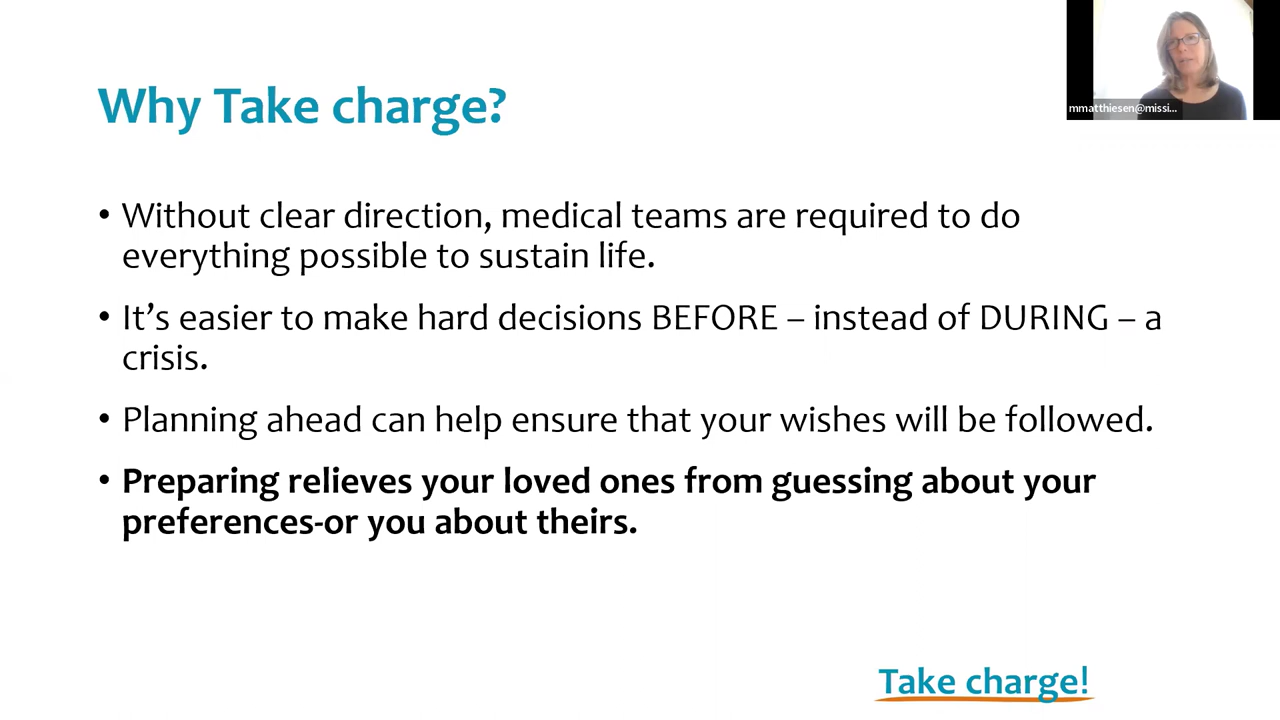 mmatthiesen@missi...
Why Take charge?
• Without clear direction, medical teams are required to do
everything possible to sustain life.
• It’s easier to make hard decisions BEFORE – instead of DURING – a
crisis.
• Planning ahead can help ensure that your wishes will be followed.
• Preparing relieves your loved ones from guessing about your
preferences-or you about theirs.
Take charge!